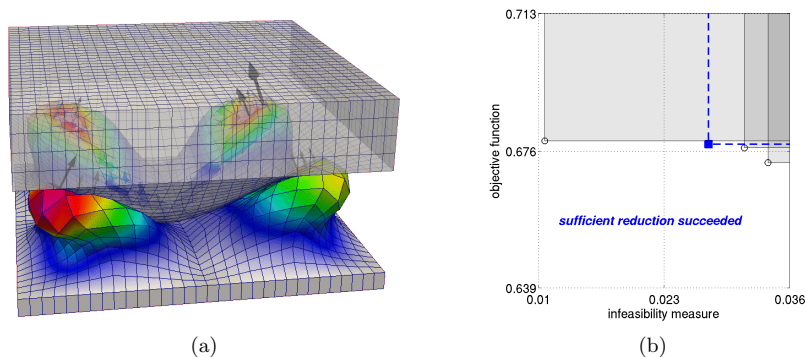 0.713
objective function
0.676
sufficient reduction succeeded
0.639
0.01
0.023
0.036
infeasibility measure
(a)
(b)